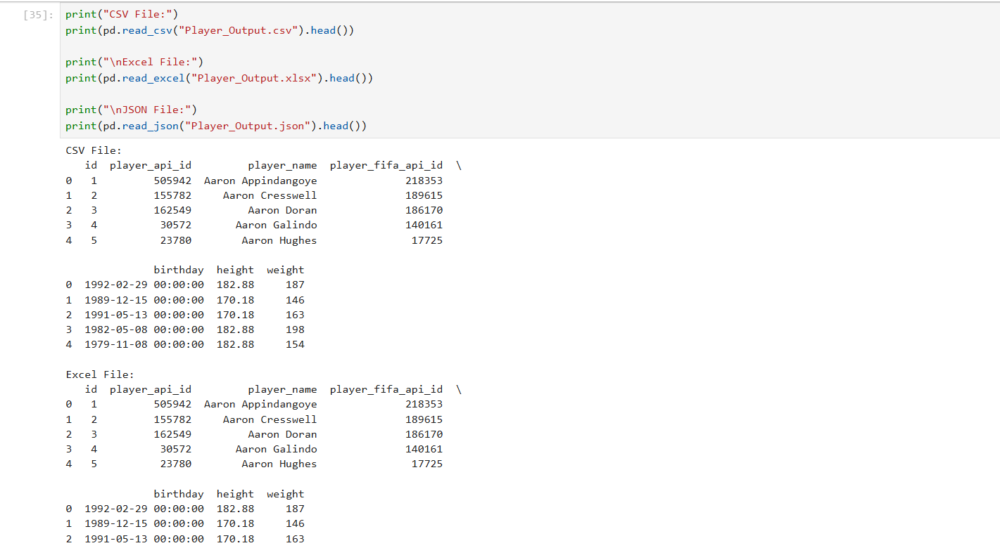 [35]: print("CSV File:")
print(pd.read_csv("Player_Output.csv").head())
print("\nExcel File:")
print(pd.read_excel("Player_Output.xlsx").head())
print("\nJSON File:")
print(pd.read_json("Player_Output.json").head())
CSV File:
   id  player_api_id         player_name  player_fifa_api_id  \
0   1         505942  Aaron Appindangoye              218353
1   2         155782     Aaron Cresswell              189615
2   3         162549         Aaron Doran              186170
3   4          30572       Aaron Galindo              140161
4   5          23780        Aaron Hughes               17725
              birthday  height  weight
0  1992-02-29 00:00:00  182.88     187
1  1989-12-15 00:00:00  170.18     146
2  1991-05-13 00:00:00  170.18     163
3  1982-05-08 00:00:00  182.88     198
4  1979-11-08 00:00:00  182.88     154
Excel File:
   id  player_api_id         player_name  player_fifa_api_id  \
0   1         505942  Aaron Appindangoye              218353
1   2         155782     Aaron Cresswell              189615
2   3         162549         Aaron Doran              186170
3   4          30572       Aaron Galindo              140161
4   5          23780        Aaron Hughes               17725
              birthday  height  weight
0  1992-02-29 00:00:00  182.88     187
1  1989-12-15 00:00:00  170.18     146
2  1991-05-13 00:00:00  170.18     163